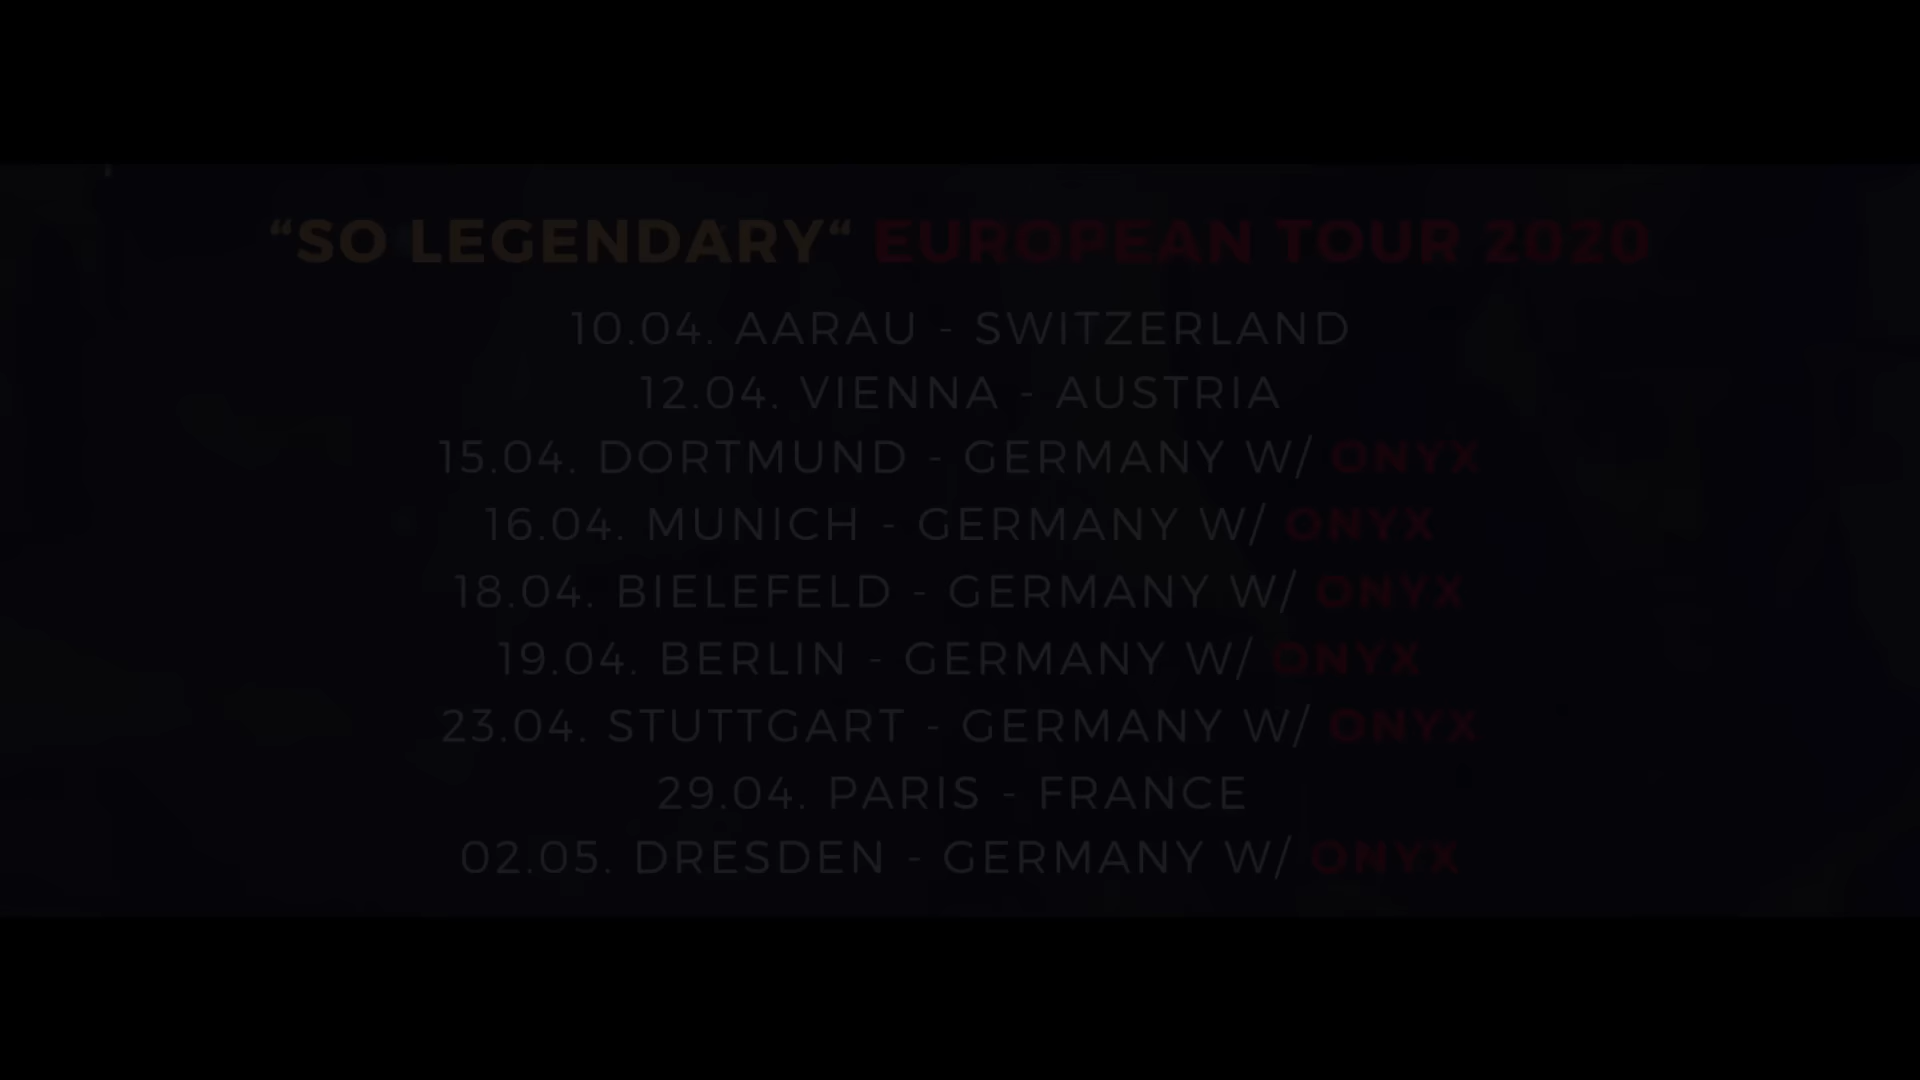 “SO LEGENDARY“ EUROPEAN TOUR 2020
10.04. AARAU - SWITZERLAND
12.04. VIENNA - AUSTRIA
15.04. DORTMUND - GERMANY W/ ONYX
16.04. MUNICH - GERMANY W/ ONYX
18.04. BIELEFELD - GERMANY W/ ONYX
19.04. BERLIN - GERMANY W/ ONYX
23.04. STUTTGART - GERMANY W/ ONYX
29.04. PARIS - FRANCE
02.05. DRESDEN - GERMANY W/ ONYX